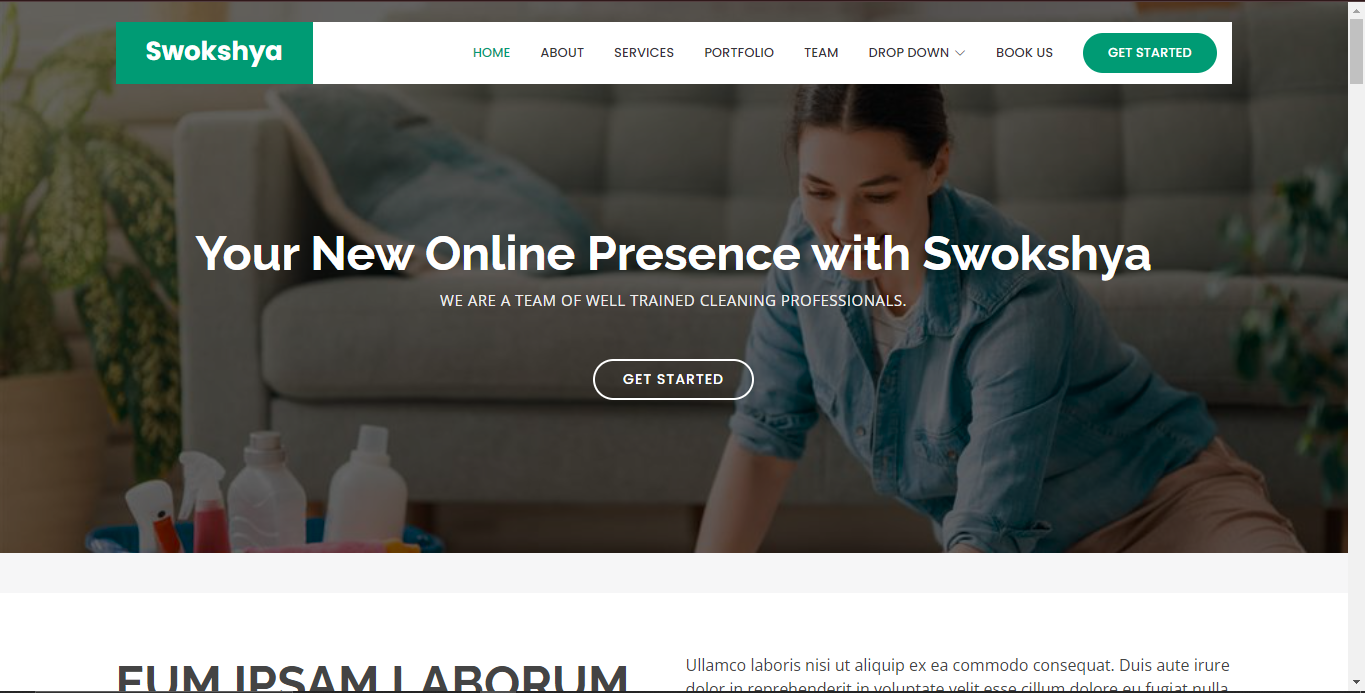 Swokshya
HOME ABOUT SERVICES PORTFOLIO TEAM DROP DOWN BOOK US GET STARTED
Your New Online Presence with Swokshya
WE ARE A TEAM OF WELL TRAINED CLEANING PROFESSIONALS.
GET STARTED
EUM IPSAM LABORUM
Ullamco laboris nisi ut aliquip ex ea commodo consequat. Duis aute irure
dolor in reprehenderit in voluptate velit esse cillum dolore eu fugiat nulla